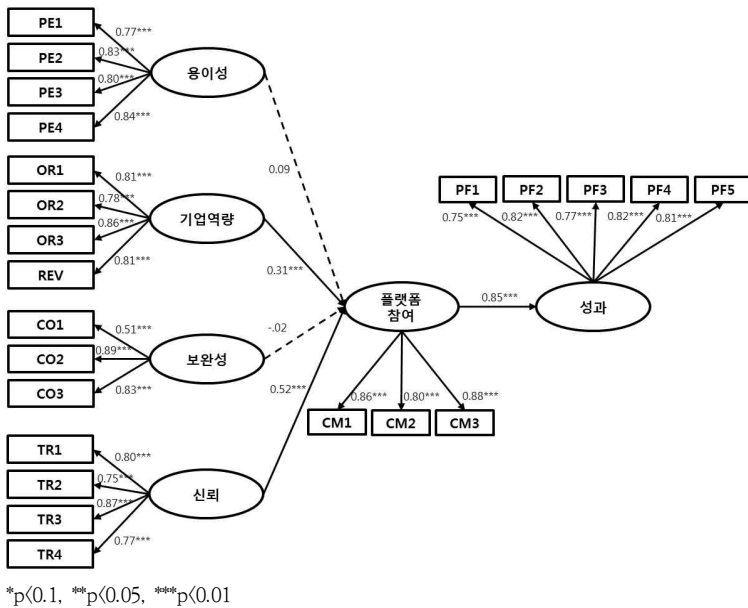 PE1
0.77***
PE2
0.83***
PE3
0.80***
PE4
0.84***
용이성
0.09
OR1
0.81***
OR2
0.78***
OR3
0.86***
REV
0.81***
기업역량
0.31***
CO1
0.51***
CO2
0.89***
CO3
0.83***
보완성
-.02
TR1
0.80***
TR2
0.75***
TR3
0.87***
TR4
0.77***
신뢰
0.52***
플랫폼
참여
0.85***
CM1
0.86***
CM2
0.80***
CM3
0.88***
PF1
PF2
PF3
PF4
PF5
0.75***
0.82***
0.77***
0.82***
0.81***
성과
*p<0.1, **p<0.05, ***p<0.01